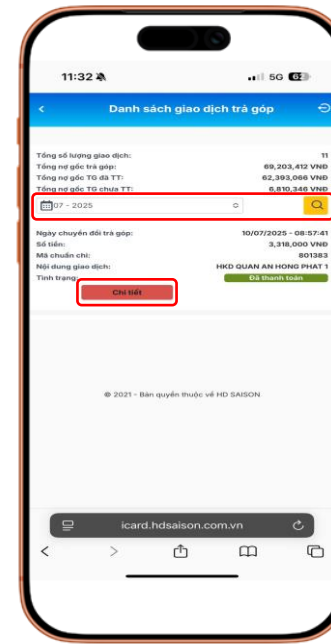 11:32
5G 62
Danh sách giao dịch trả góp
Tổng số lượng giao dịch: 11
Tổng nợ gốc trả góp: 69,203,412 VNĐ
Tổng nợ gốc TG đã TT: 62,393,066 VNĐ
Tổng nợ gốc TG chưa TT: 6,810,346 VNĐ
07 - 2025
Ngày chuyển đổi trả góp: 10/07/2025 - 08:57:41
Số tiền: 3,318,000 VNĐ
Mã chuẩn chi: 801383
Nội dung giao dịch: HKD QUAN AN HONG PHAT 1
Tình trạng: Đã thanh toán
Chi tiết
© 2021 - Bản quyền thuộc về HD SAISON
icard.hdsaison.com.vn